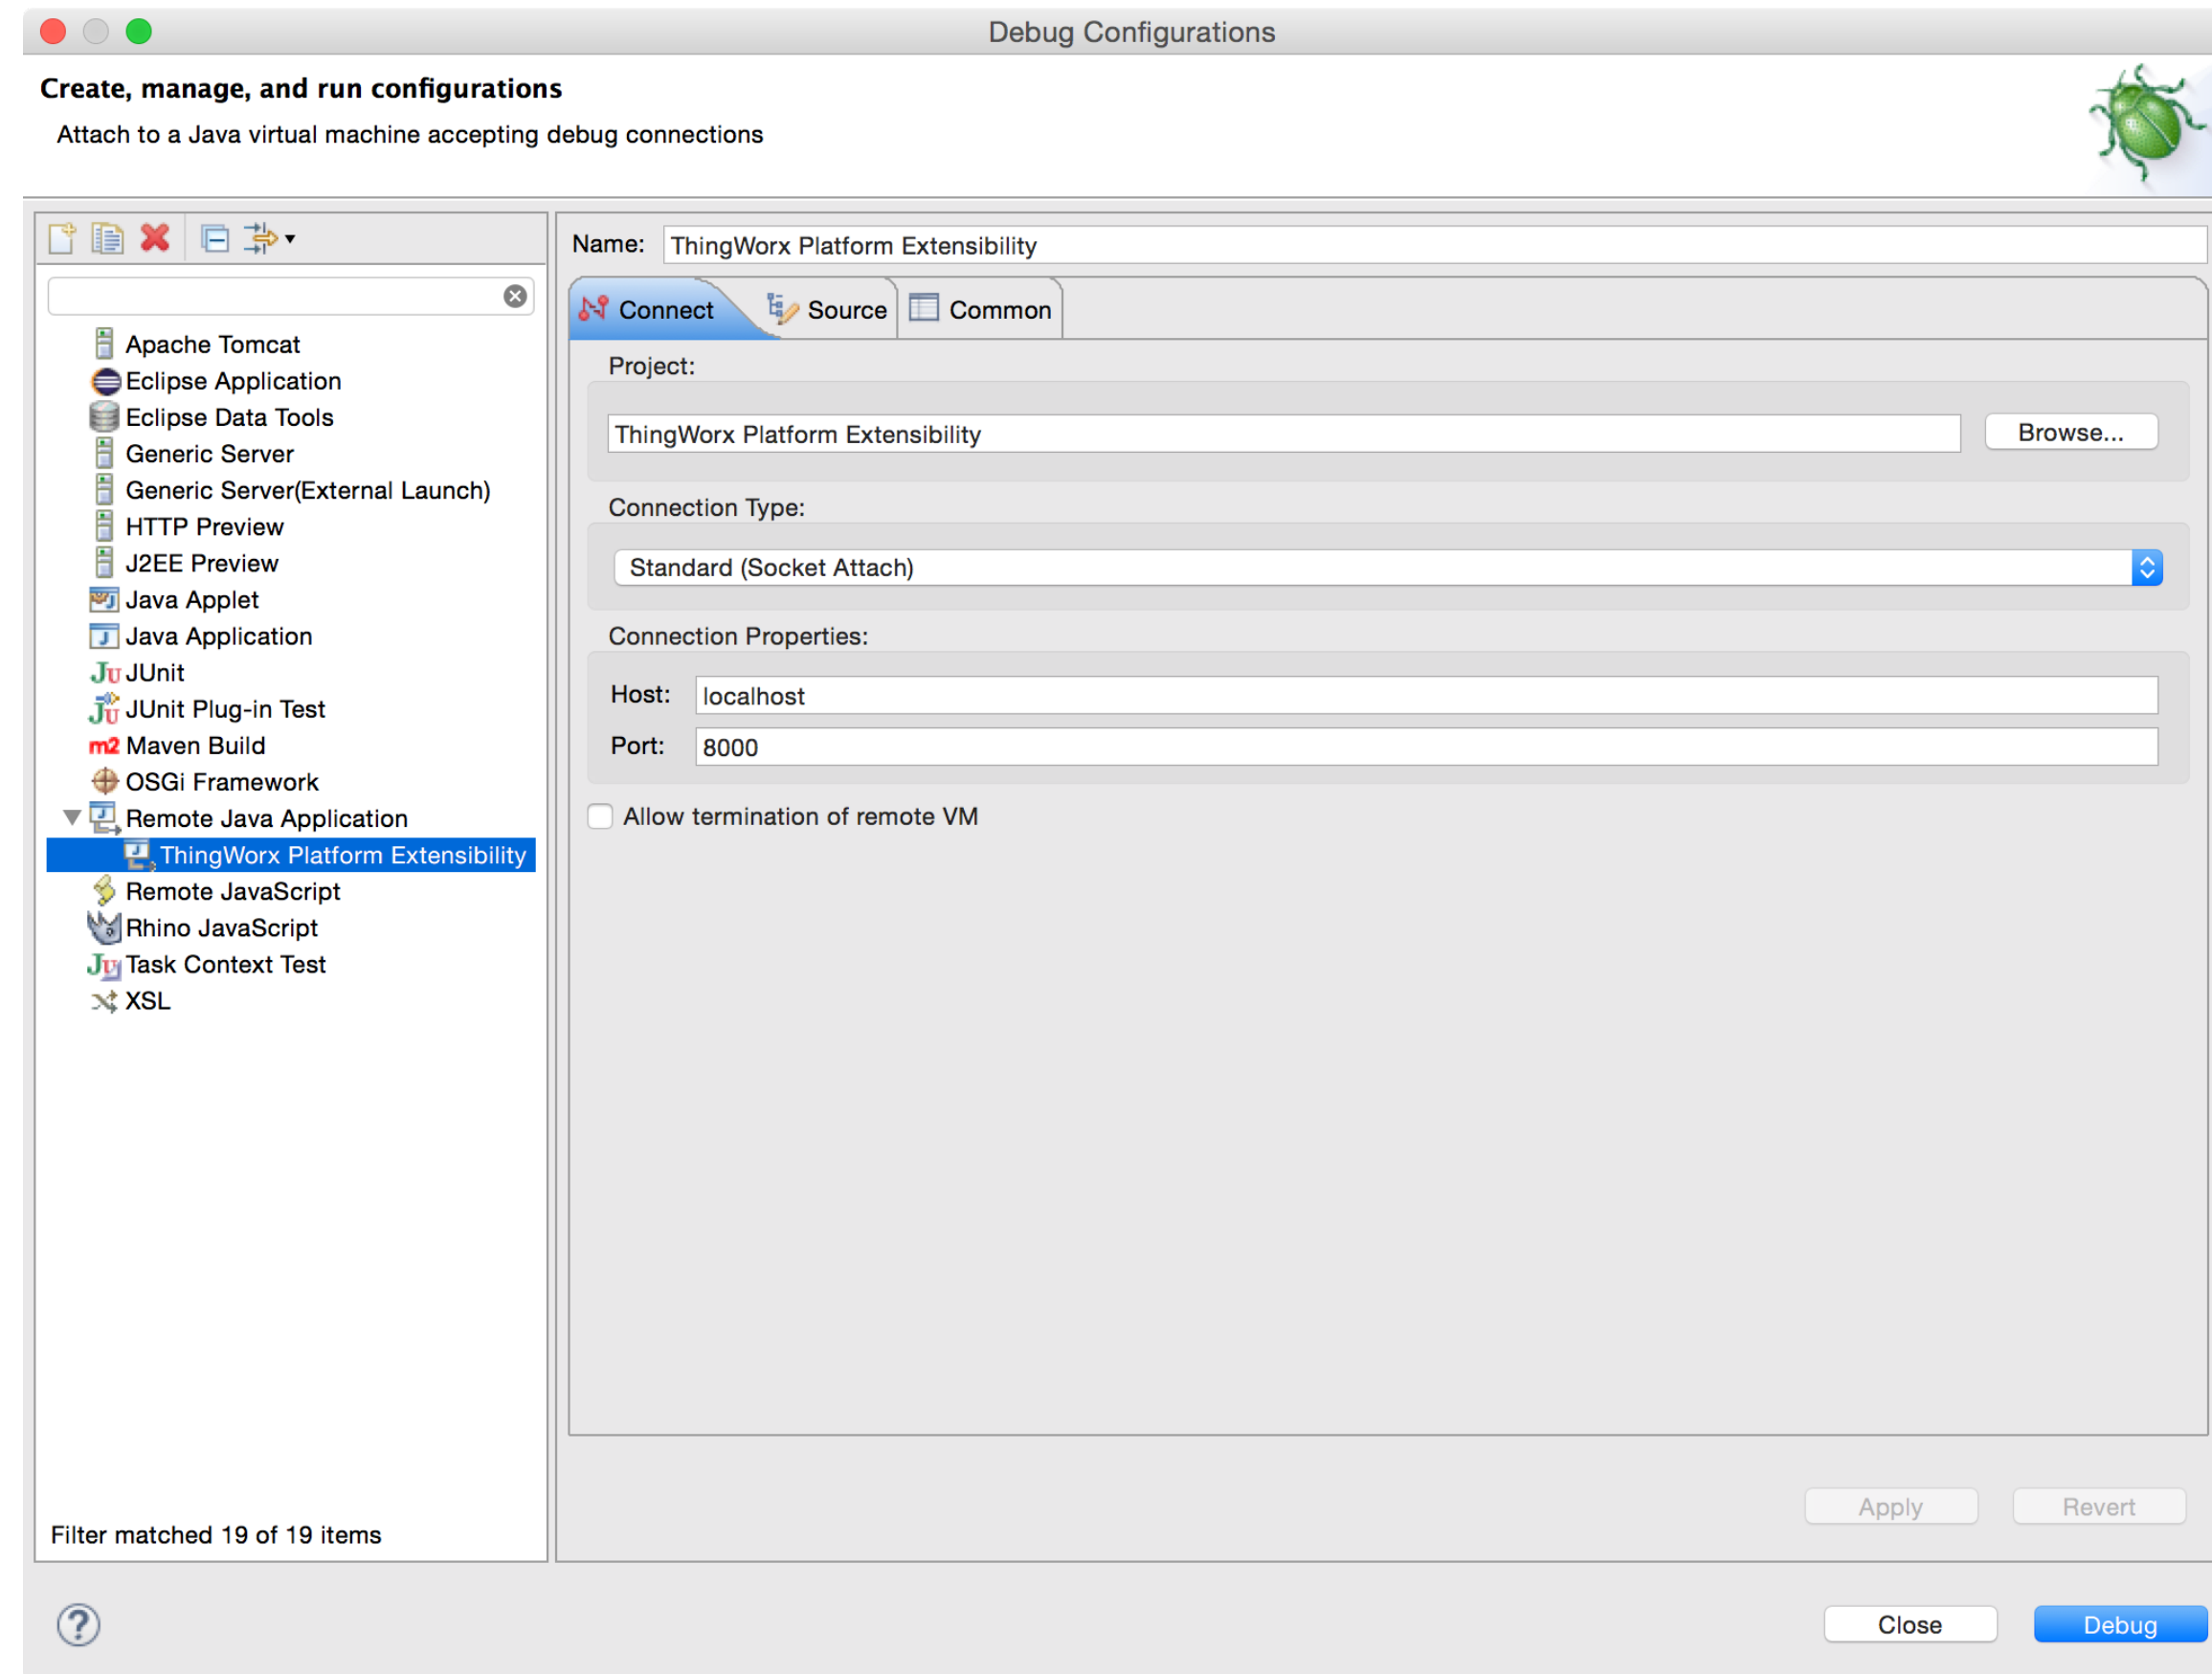 Debug Configurations
Create, manage, and run configurations
Attach to a Java virtual machine accepting debug connections
Apache Tomcat
Eclipse Application
Eclipse Data Tools
Generic Server
Generic Server(External Launch)
HTTP Preview
J2EE Preview
Java Applet
Java Application
JUnit
JUnit Plug-in Test
m2 Maven Build
OSGi Framework
Remote Java Application
ThingWorx Platform Extensibility
Remote JavaScript
Rhino JavaScript
Task Context Test
XSL
Filter matched 19 of 19 items
Name: ThingWorx Platform Extensibility
Connect Source Common
Project:
ThingWorx Platform Extensibility Browse...
Connection Type:
Standard (Socket Attach)
Connection Properties:
Host: localhost
Port: 8000
Allow termination of remote VM
Apply Revert
? Close Debug